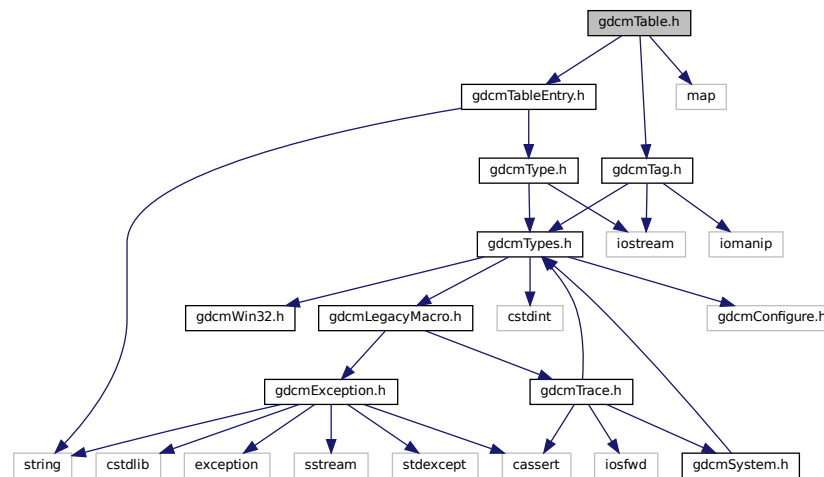 gdcmTable.h
gdcmTableEntry.h
map
gdcmType.h
gdcmTag.h
gdcmTypes.h
iostream
iomanip
gdcmWin32.h
gdcmLegacyMacro.h
cstdint
gdcmConfigure.h
gdcmException.h
gdcmTrace.h
string
cstdlib
exception
sstream
stdexcept
cassert
iosfwd
gdcmSystem.h